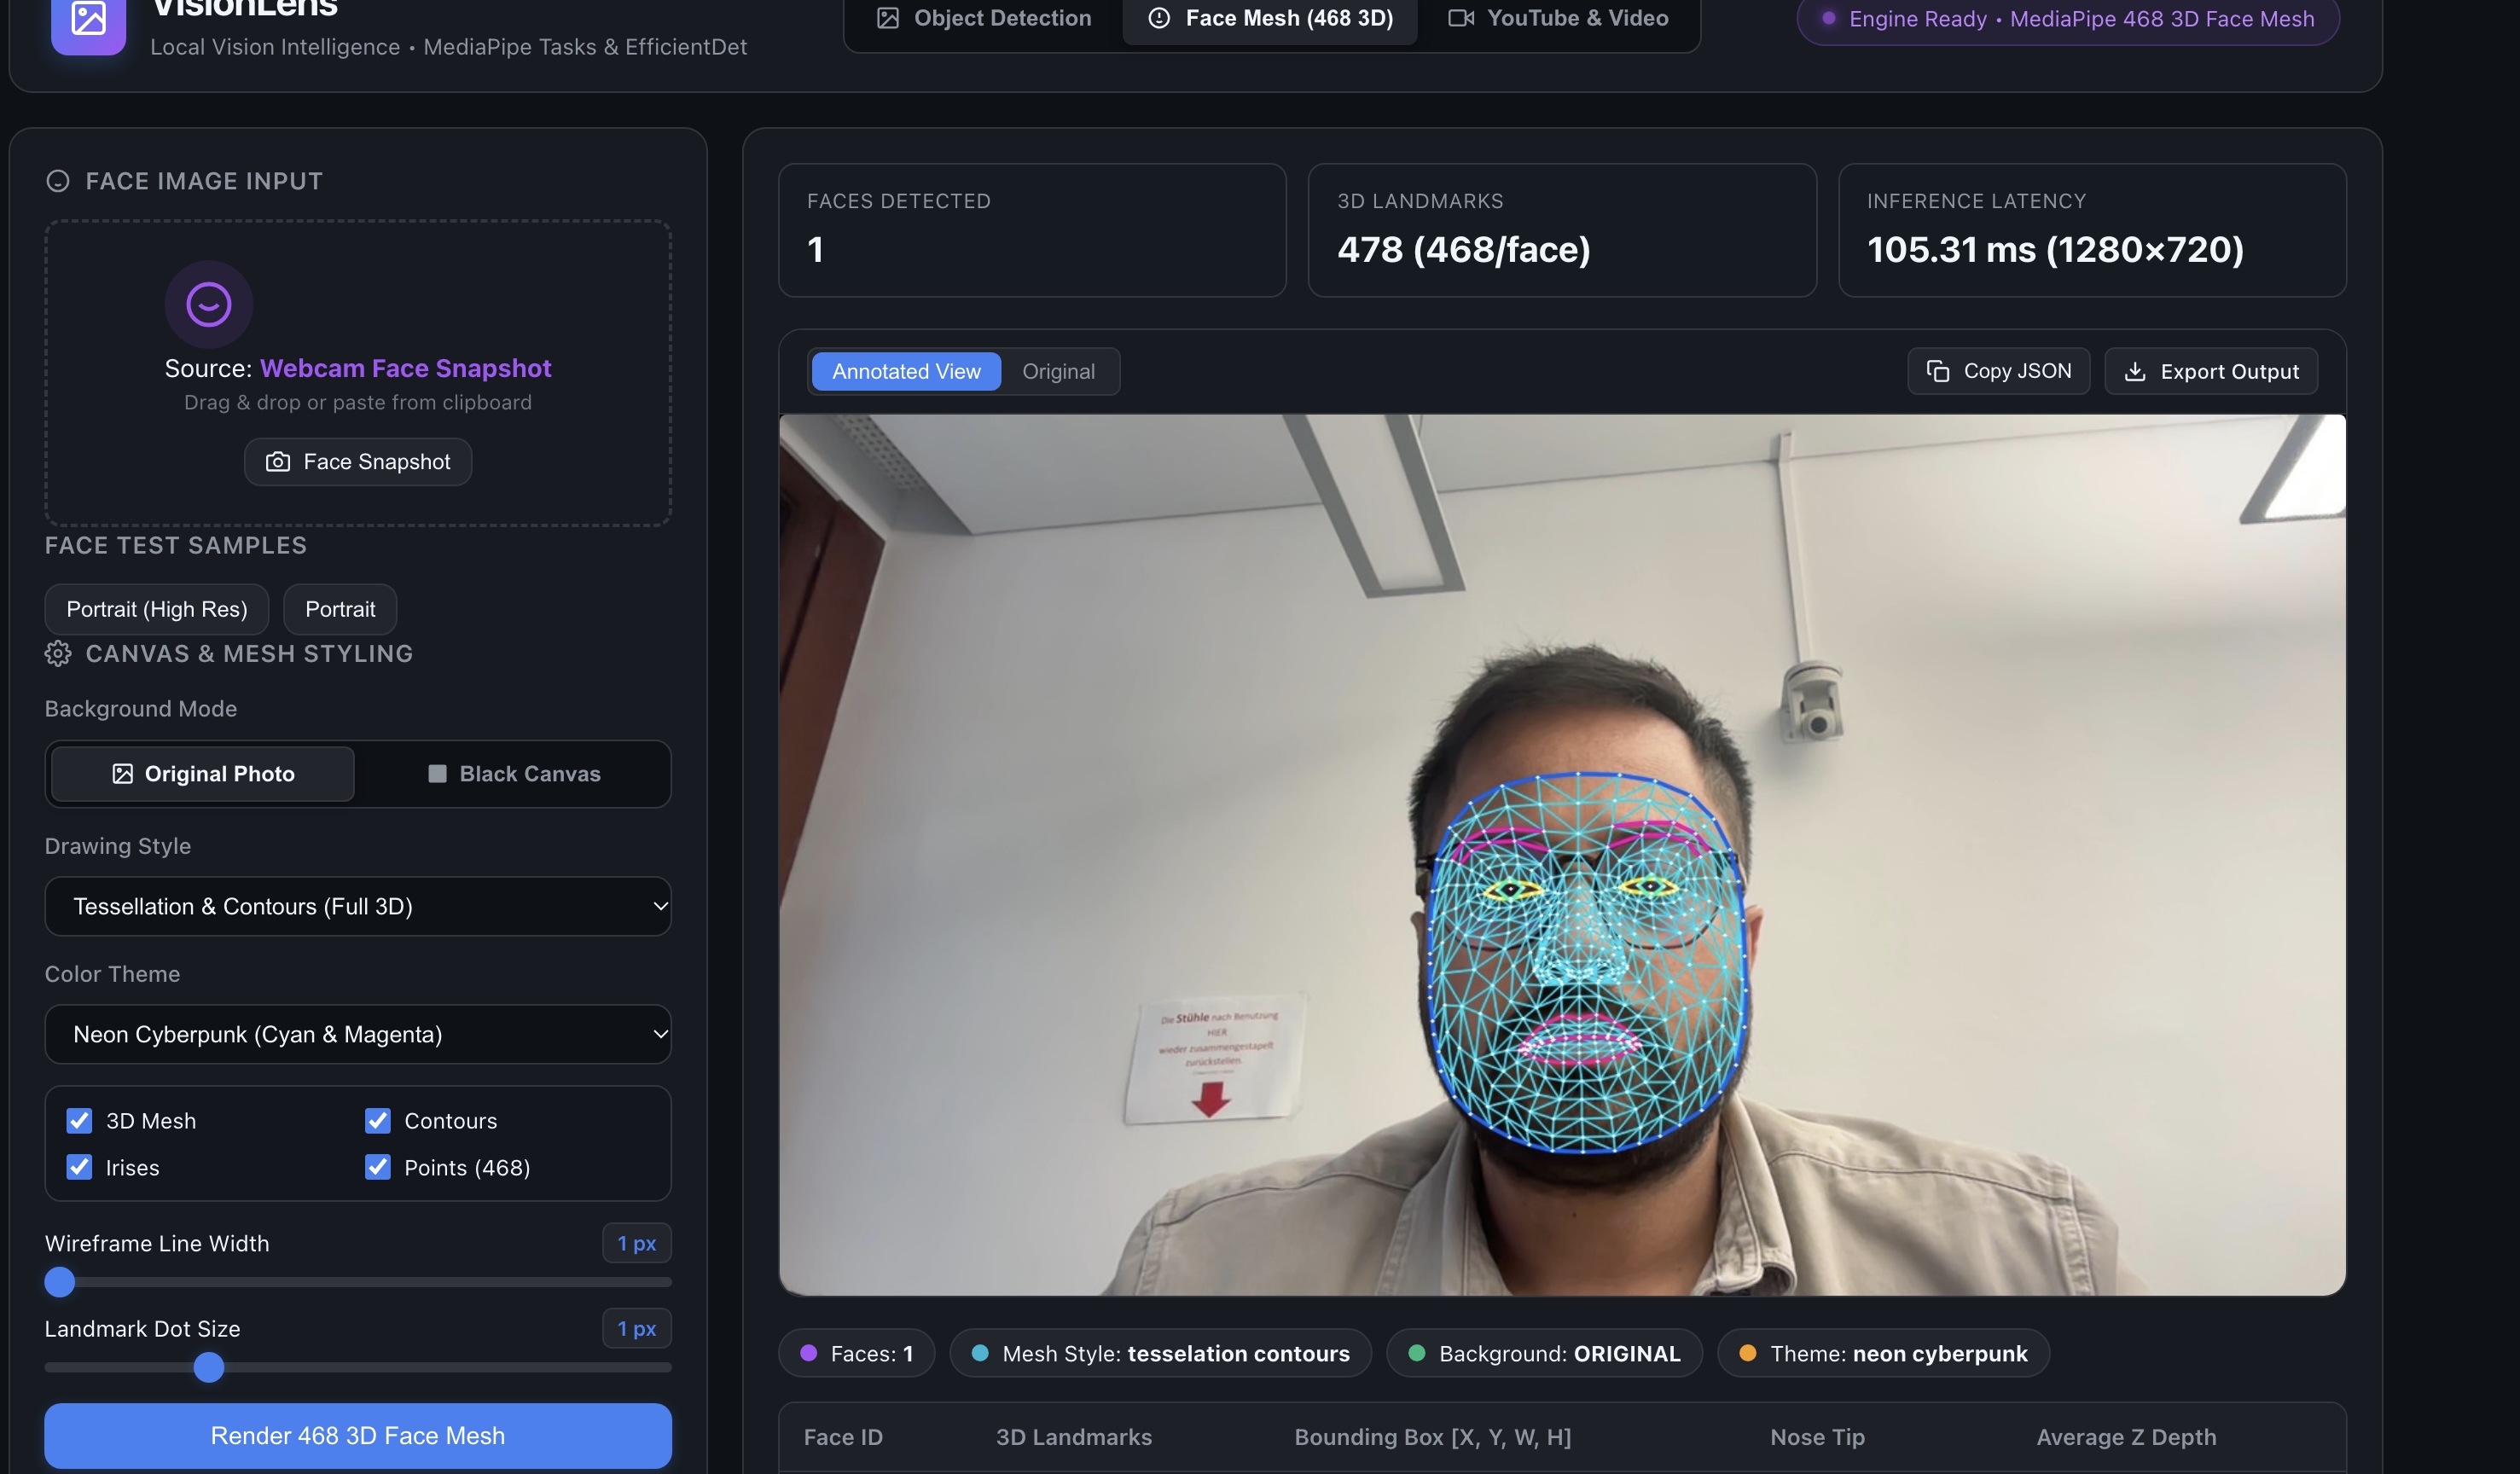 VisionLens
Local Vision Intelligence • MediaPipe Tasks & EfficientDet
Object Detection
Face Mesh (468 3D)
YouTube & Video
Engine Ready • MediaPipe 468 3D Face Mesh
FACE IMAGE INPUT
Source: Webcam Face Snapshot
Drag & drop or paste from clipboard
Face Snapshot
FACE TEST SAMPLES
Portrait (High Res)
Portrait
CANVAS & MESH STYLING
Background Mode
Original Photo
Black Canvas
Drawing Style
Tessellation & Contours (Full 3D)
Color Theme
Neon Cyberpunk (Cyan & Magenta)
3D Mesh
Contours
Irises
Points (468)
Wireframe Line Width
1 px
Landmark Dot Size
1 px
Render 468 3D Face Mesh
FACES DETECTED
1
3D LANDMARKS
478 (468/face)
INFERENCE LATENCY
105.31 ms (1280×720)
Annotated View
Original
Copy JSON
Export Output
Die Stühle nach Benutzung
HIER
wieder zusammengestapelt
zurückstellen.
Faces: 1
Mesh Style: tesselation contours
Background: ORIGINAL
Theme: neon cyberpunk
Face ID
3D Landmarks
Bounding Box [X, Y, W, H]
Nose Tip
Average Z Depth